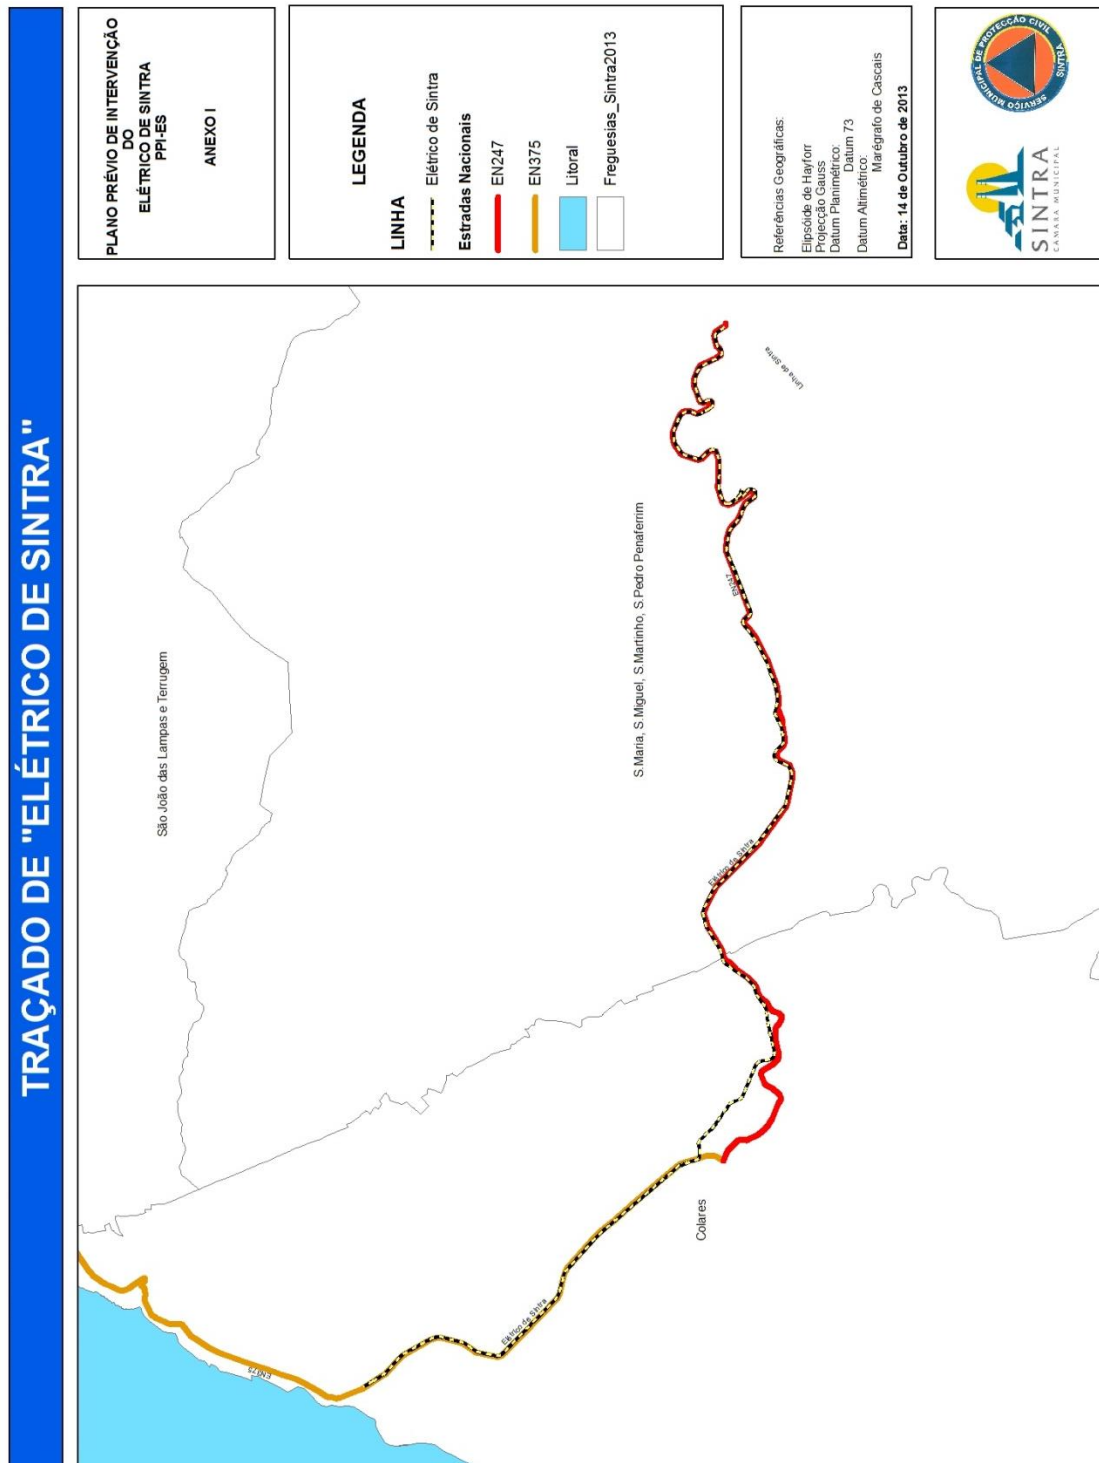 TRAÇADO DE "ELÉTRICO DE SINTRA"
PLANO PRÉVIO DE INTERVENÇÃO
DO
ELÉTRICO DE SINTRA
PPI-ES
ANEXO I
LEGENDA
LINHA
Elétrico de Sintra
Estradas Nacionais
EN247
EN375
Litoral
Freguesias_Sintra2013
Referências Geográficas:
Elipsóide de Hayforr
Projecção Gauss
Datum Planimétrico:
Datum 73
Datum Altimétrico:
Marégrafo de Cascais
Data: 14 de Outubro de 2013
SINTRA
CÂMARA MUNICIPAL
SERVIÇO MUNICIPAL DE PROTECÇÃO CIVIL
SINTRA
São João das Lampas e Terrugem
S.Maria, S.Miguel, S.Martinho, S.Pedro Penaferrim
Linha de Sintra
EN247
Elétrico de Sintra
Colares
Elétrico de Sintra
EN375